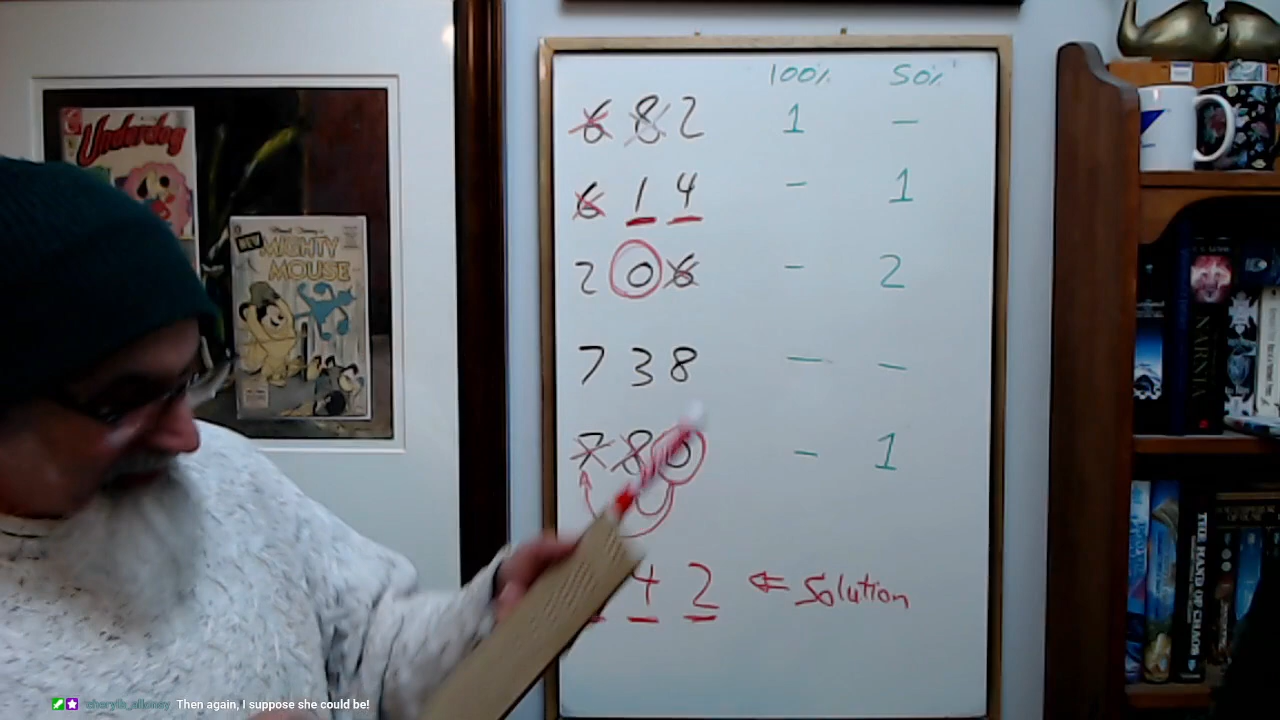 Underdog
NEW MIGHTY
MOUSE
100% 50%
6 8 2 1 -
6 1 4 - 1
2 0 6 - 2
7 3 8 - -
7 8 0 - 1
4 2 ⇐ Solution
NARNIA
THE HAND OF CHAOS
Then again, I suppose she could be!